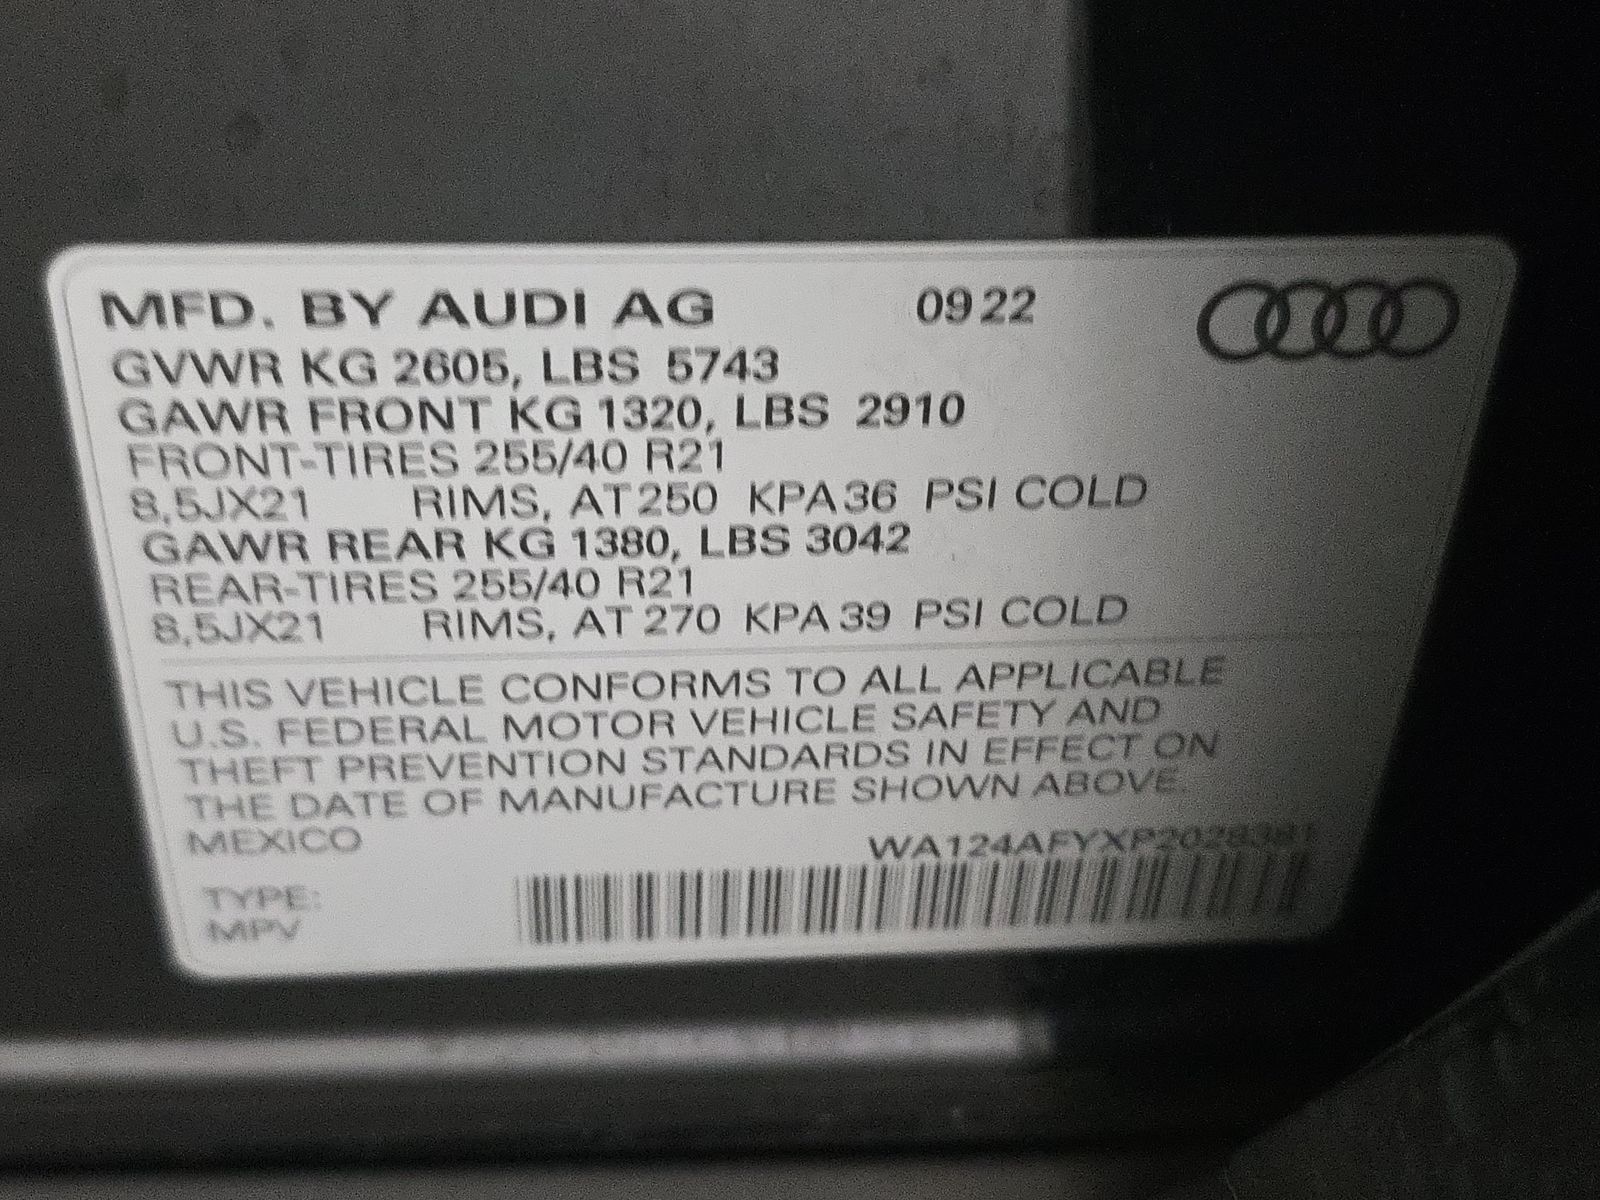 MFD. BY AUDI AG 09 22
GVWR KG 2605, LBS 5743
GAWR FRONT KG 1320, LBS 2910
FRONT-TIRES 255/40 R21
8,5JX21 RIMS, AT 250 KPA 36 PSI COLD
GAWR REAR KG 1380, LBS 3042
REAR-TIRES 255/40 R21
8,5JX21 RIMS, AT 270 KPA 39 PSI COLD
THIS VEHICLE CONFORMS TO ALL APPLICABLE
U.S. FEDERAL MOTOR VEHICLE SAFETY AND
THEFT PREVENTION STANDARDS IN EFFECT ON
THE DATE OF MANUFACTURE SHOWN ABOVE.
MEXICO WA124AFYXP2028381
TYPE:
MPV